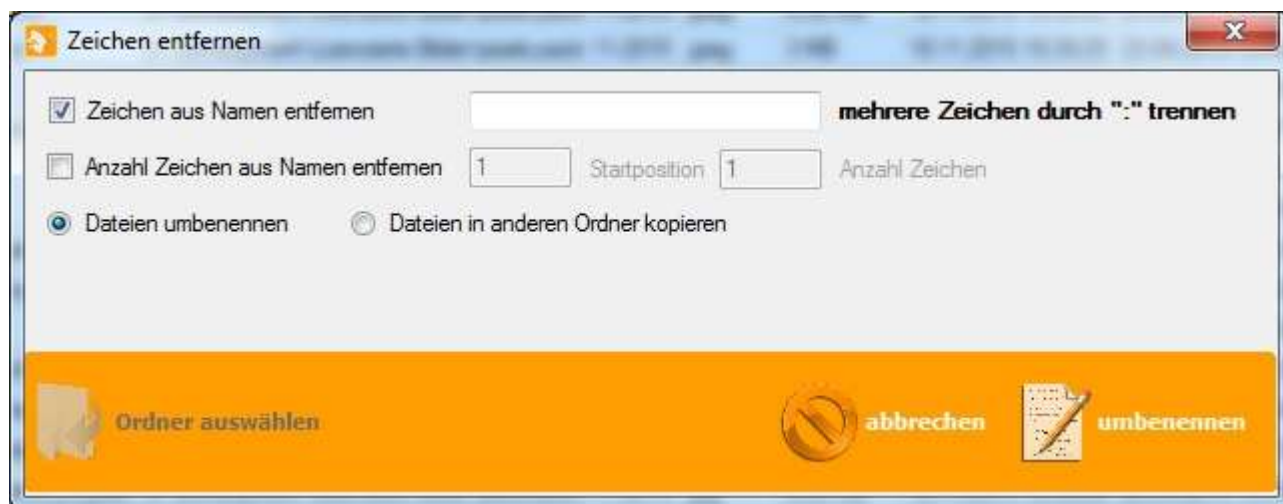 Zeichen entfernen
Zeichen aus Namen entfernen mehrere Zeichen durch ":" trennen
Anzahl Zeichen aus Namen entfernen 1 Startposition 1 Anzahl Zeichen
Dateien umbenennen Dateien in anderen Ordner kopieren
Ordner auswählen abbrechen umbenennen